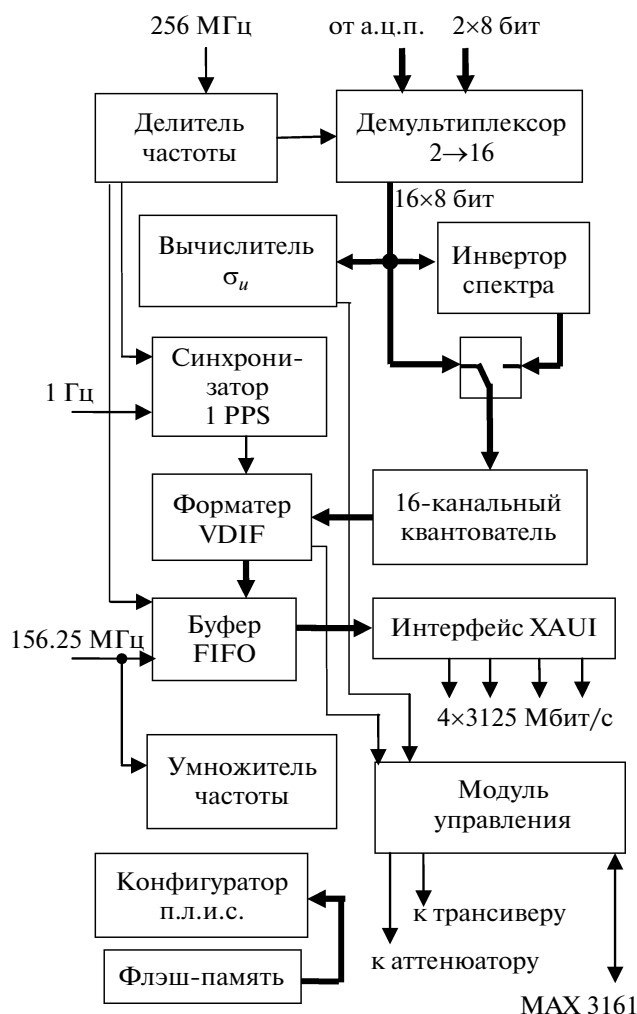 256 МГц
от а.ц.п.
2×8 бит
Делитель
частоты
Демультиплексор
2→16
16×8 бит
Вычислитель
σu
Инвертор
спектра
Синхрони-
затор
1 PPS
1 Гц
Форматер
VDIF
16-канальный
квантователь
156.25 МГц
Буфер
FIFO
Интерфейс XAUI
4×3125 Мбит/с
Умножитель
частоты
Модуль
управления
Конфигуратор
п.л.и.с.
к трансиверу
к аттенюатору
Флэш-память
MAX 3161